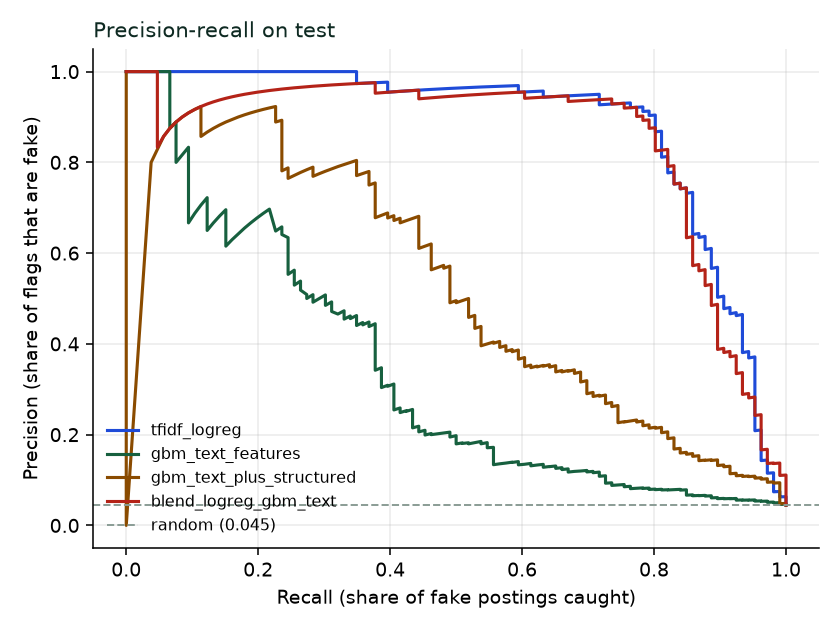 Precision-recall on test
Precision (share of flags that are fake)
1.0
0.8
0.6
0.4
0.2
0.0
tfidf_logreg
gbm_text_features
gbm_text_plus_structured
blend_logreg_gbm_text
random (0.045)
0.0 0.2 0.4 0.6 0.8 1.0
Recall (share of fake postings caught)